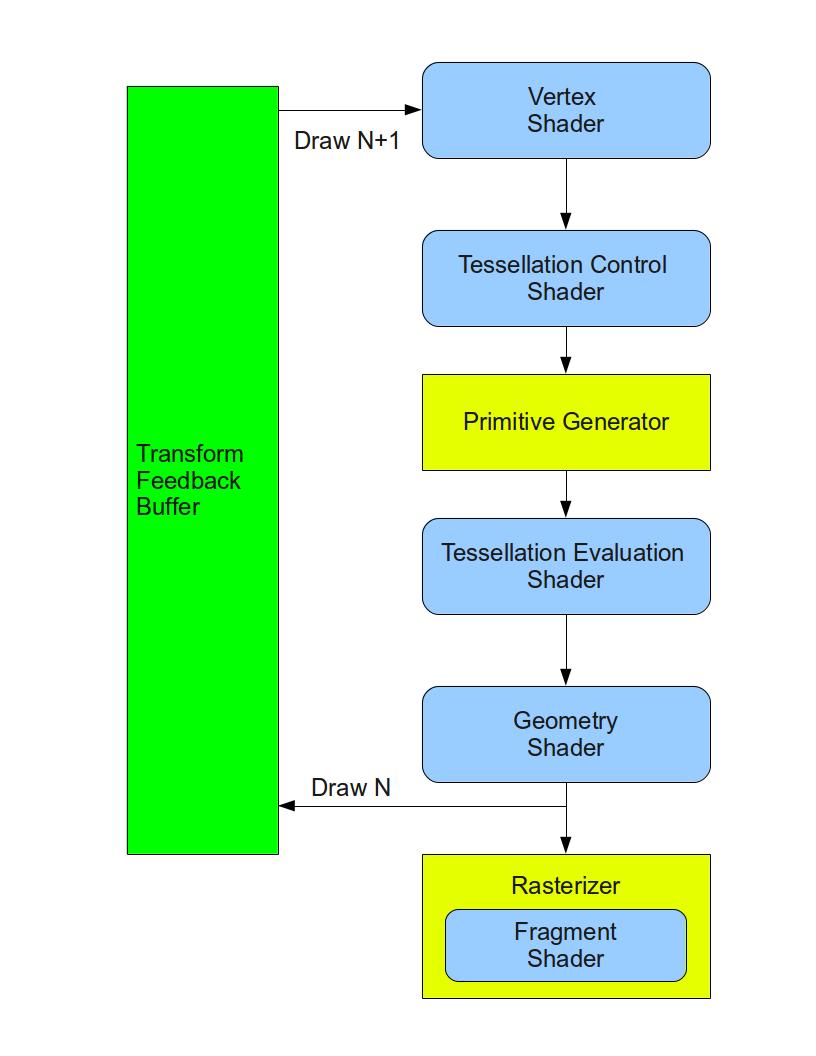 Vertex
Shader
Draw N+1
Tessellation Control
Shader
Primitive Generator
Transform
Feedback
Buffer
Tessellation Evaluation
Shader
Geometry
Shader
Draw N
Rasterizer
Fragment
Shader